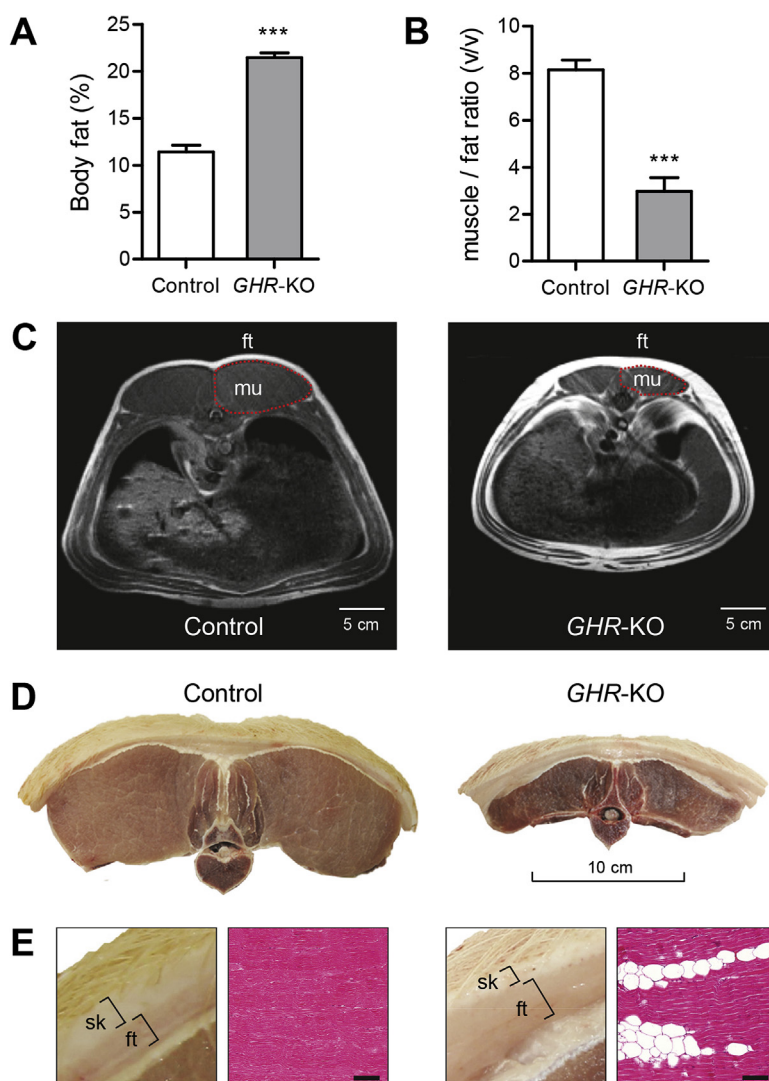 A
Body fat (%)
25
20
15
10
5
0
***
Control
GHR-KO
B
muscle / fat ratio (v/v)
10
8
6
4
2
0
***
Control
GHR-KO
C
ft
mu
5 cm
Control
ft
mu
5 cm
GHR-KO
D
Control
GHR-KO
10 cm
E
sk
ft
sk
ft